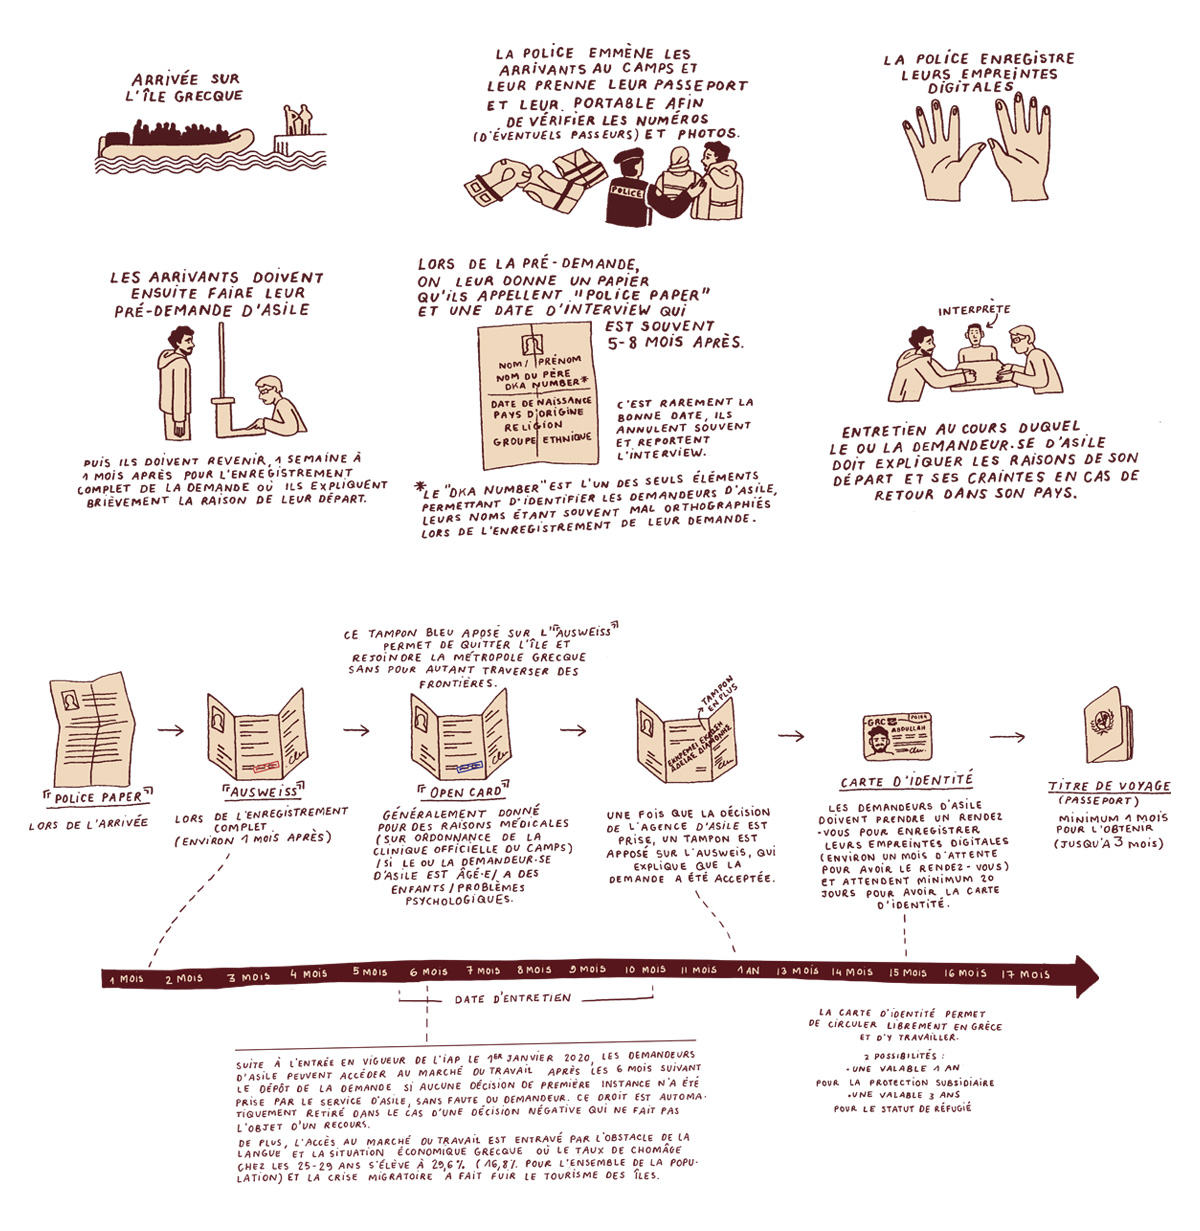 ARRIVÉE SUR
L'ÎLE GRECQUE
LA POLICE EMMÈNE LES
ARRIVANTS AU CAMPS ET
LEUR PRENNE LEUR PASSEPORT
ET LEUR PORTABLE AFIN
DE VÉRIFIER LES NUMÉROS
(D'ÉVENTUELS PASSEURS) ET PHOTOS.
POLICE
LA POLICE ENREGISTRE
LEURS EMPREINTES
DIGITALES
LES ARRIVANTS DOIVENT
ENSUITE FAIRE LEUR
PRÉ-DEMANDE D'ASILE
PUIS ILS DOIVENT REVENIR, 1 SEMAINE À
1 MOIS APRÈS POUR L'ENREGISTREMENT
COMPLET DE LA DEMANDE OÙ ILS EXPLIQUENT
BRIÈVEMENT LA RAISON DE LEUR DÉPART.
LORS DE LA PRÉ-DEMANDE,
ON LEUR DONNE UN PAPIER
QU'ILS APPELLENT "POLICE PAPER"
ET UNE DATE D'INTERVIEW QUI
EST SOUVENT
5-8 MOIS APRÈS.
NOM/PRÉNOM
NOM DU PÈRE
DKA NUMBER*
DATE DE NAISSANCE
PAYS D'ORIGINE
RELIGION
GROUPE ETHNIQUE
C'EST RAREMENT LA
BONNE DATE, ILS
ANNULENT SOUVENT
ET REPORTENT
L'INTERVIEW.
*LE "DKA NUMBER" EST L'UN DES SEULS ÉLÉMENTS
PERMETTANT D'IDENTIFIER LES DEMANDEURS D'ASILE,
LEURS NOMS ÉTANT SOUVENT MAL ORTHOGRAPHIÉS
LORS DE L'ENREGISTREMENT DE LEUR DEMANDE.
INTERPRÈTE
ENTRETIEN AU COURS DUQUEL
LE OU LA DEMANDEUR.SE D'ASILE
DOIT EXPLIQUER LES RAISONS DE SON
DÉPART ET SES CRAINTES EN CAS DE
RETOUR DANS SON PAYS.
CE TAMPON BLEU APOSÉ SUR L'"AUSWEISS"
PERMET DE QUITTER L'ÎLE ET
REJOINDRE LA MÉTROPOLE GRECQUE
SANS POUR AUTANT TRAVERSER DES
FRONTIÈRES.
"POLICE PAPER"
LORS DE L'ARRIVÉE
"AUSWEISS"
LORS DE L'ENREGISTREMENT
COMPLET
(ENVIRON 1 MOIS APRÈS)
"OPEN CARD"
GÉNÉRALEMENT DONNÉ
POUR DES RAISONS MÉDICALES
(SUR ORDONNANCE DE LA
CLINIQUE OFFICIELLE DU CAMPS)
/SI LE OU LA DEMANDEUR.SE
D'ASILE EST ÂGÉ.E/ A DES
ENFANTS/PROBLÈMES
PSYCHOLOGIQUES.
TAMPON
EN PLUS
UNE FOIS QUE LA DÉCISION
DE L'AGENCE D'ASILE EST
PRISE, UN TAMPON EST
APPOSÉ SUR L'AUSWEIS, QUI
EXPLIQUE QUE LA
DEMANDE A ÉTÉ ACCEPTÉE.
GRC
ABDULLAH
CARTE D'IDENTITÉ
LES DEMANDEURS D'ASILE
DOIVENT PRENDRE UN RENDEZ
-VOUS POUR ENREGISTRER
LEURS EMPREINTES DIGITALES
(ENVIRON UN MOIS D'ATTENTE
POUR AVOIR LE RENDEZ-VOUS)
ET ATTENDENT MINIMUM 20
JOURS POUR AVOIR LA CARTE
D'IDENTITÉ.
TITRE DE VOYAGE
(PASSEPORT)
MINIMUM 1 MOIS
POUR L'OBTENIR
(JUSQU'À 3 MOIS)
1 MOIS 2 MOIS 3 MOIS 4 MOIS 5 MOIS 6 MOIS 7 MOIS 8 MOIS 9 MOIS 10 MOIS 11 MOIS 1 AN 13 MOIS 14 MOIS 15 MOIS 16 MOIS 17 MOIS
DATE D'ENTRETIEN
SUITE À L'ENTRÉE EN VIGUEUR DE L'IAP LE 1ER JANVIER 2020, LES DEMANDEURS
D'ASILE PEUVENT ACCÉDER AU MARCHÉ DU TRAVAIL APRÈS LES 6 MOIS SUIVANT
LE DÉPÔT DE LA DEMANDE SI AUCUNE DÉCISION DE PREMIÈRE INSTANCE N'A ÉTÉ
PRISE PAR LE SERVICE D'ASILE, SANS FAUTE DU DEMANDEUR. CE DROIT EST AUTOMA-
TIQUEMENT RETIRÉ DANS LE CAS D'UNE DÉCISION NÉGATIVE QUI NE FAIT PAS
L'OBJET D'UN RECOURS.
DE PLUS, L'ACCÈS AU MARCHÉ DU TRAVAIL EST ENTRAVÉ PAR L'OBSTACLE DE LA
LANGUE ET LA SITUATION ÉCONOMIQUE GRECQUE OÙ LE TAUX DE CHOMÂGE
CHEZ LES 25-29 ANS S'ÉLÈVE À 29,6% (16,8% POUR L'ENSEMBLE DE LA POPU-
LATION) ET LA CRISE MIGRATOIRE A FAIT FUIR LE TOURISME DES ÎLES.
LA CARTE D'IDENTITÉ PERMET
DE CIRCULER LIBREMENT EN GRÈCE
ET D'Y TRAVAILLER.
2 POSSIBILITÉS :
•UNE VALABLE 1 AN
POUR LA PROTECTION SUBSIDIAIRE
•UNE VALABLE 3 ANS
POUR LE STATUT DE RÉFUGIÉ